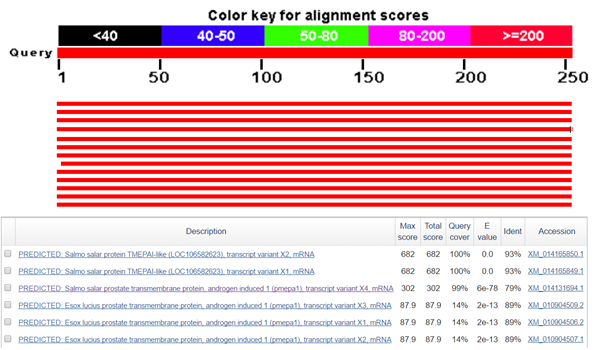 Color key for alignment scores
<40 40-50 50-80 80-200 >=200
Query
1 50 100 150 200 250
Description Max score Total score Query cover E value Ident Accession
PREDICTED: Salmo salar protein TMEPAI-like (LOC106582623), transcript variant X2, mRNA 682 682 100% 0.0 93% XM_014165850.1
PREDICTED: Salmo salar protein TMEPAI-like (LOC106582623), transcript variant X1, mRNA 682 682 100% 0.0 93% XM_014165849.1
PREDICTED: Salmo salar prostate transmembrane protein, androgen induced 1 (pmepa1), transcript variant X4, mRNA 302 302 99% 6e-78 79% XM_014131694.1
PREDICTED: Esox lucius prostate transmembrane protein, androgen induced 1 (pmepa1), transcript variant X3, mRNA 87.9 87.9 14% 2e-13 89% XM_010904509.2
PREDICTED: Esox lucius prostate transmembrane protein, androgen induced 1 (pmepa1), transcript variant X1, mRNA 87.9 87.9 14% 2e-13 89% XM_010904506.2
PREDICTED: Esox lucius prostate transmembrane protein, androgen induced 1 (pmepa1), transcript variant X2, mRNA 87.9 87.9 14% 2e-13 89% XM_010904507.1